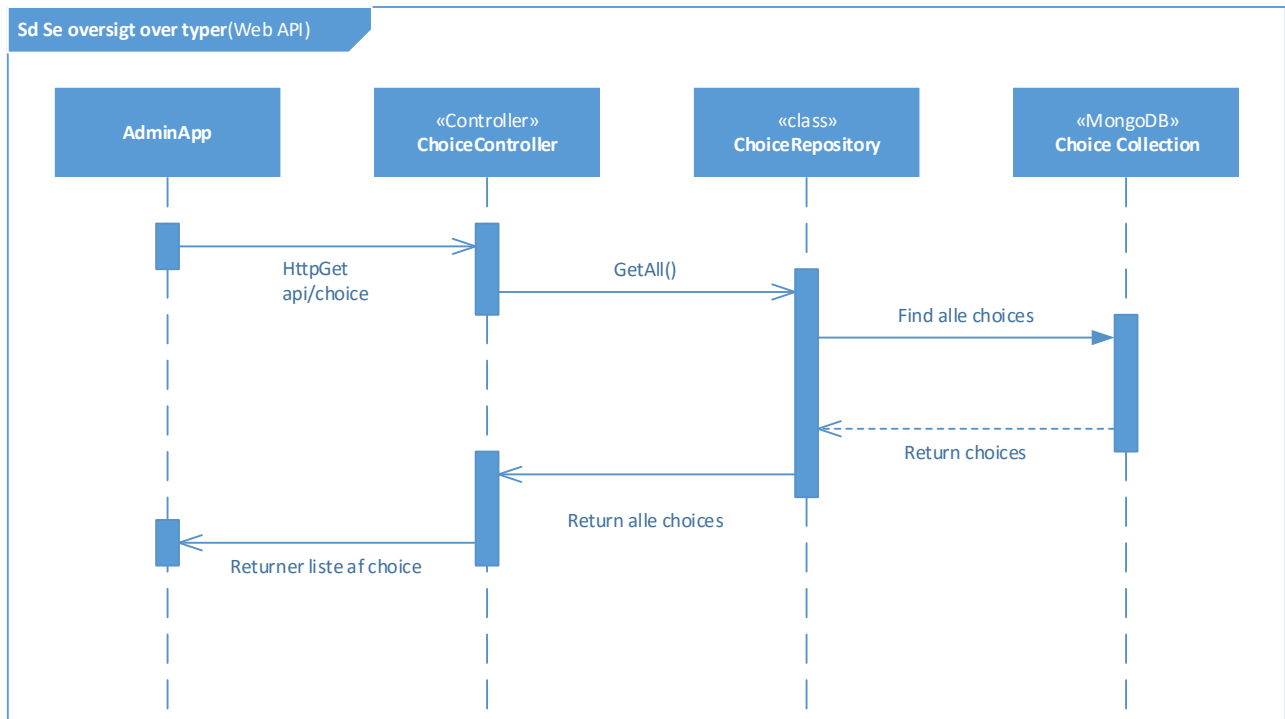 Sd Se oversigt over typer(Web API)
AdminApp
«Controller»
ChoiceController
«class»
ChoiceRepository
«MongoDB»
Choice Collection
HttpGet
api/choice
GetAll()
Find alle choices
Return choices
Return alle choices
Returner liste af choice